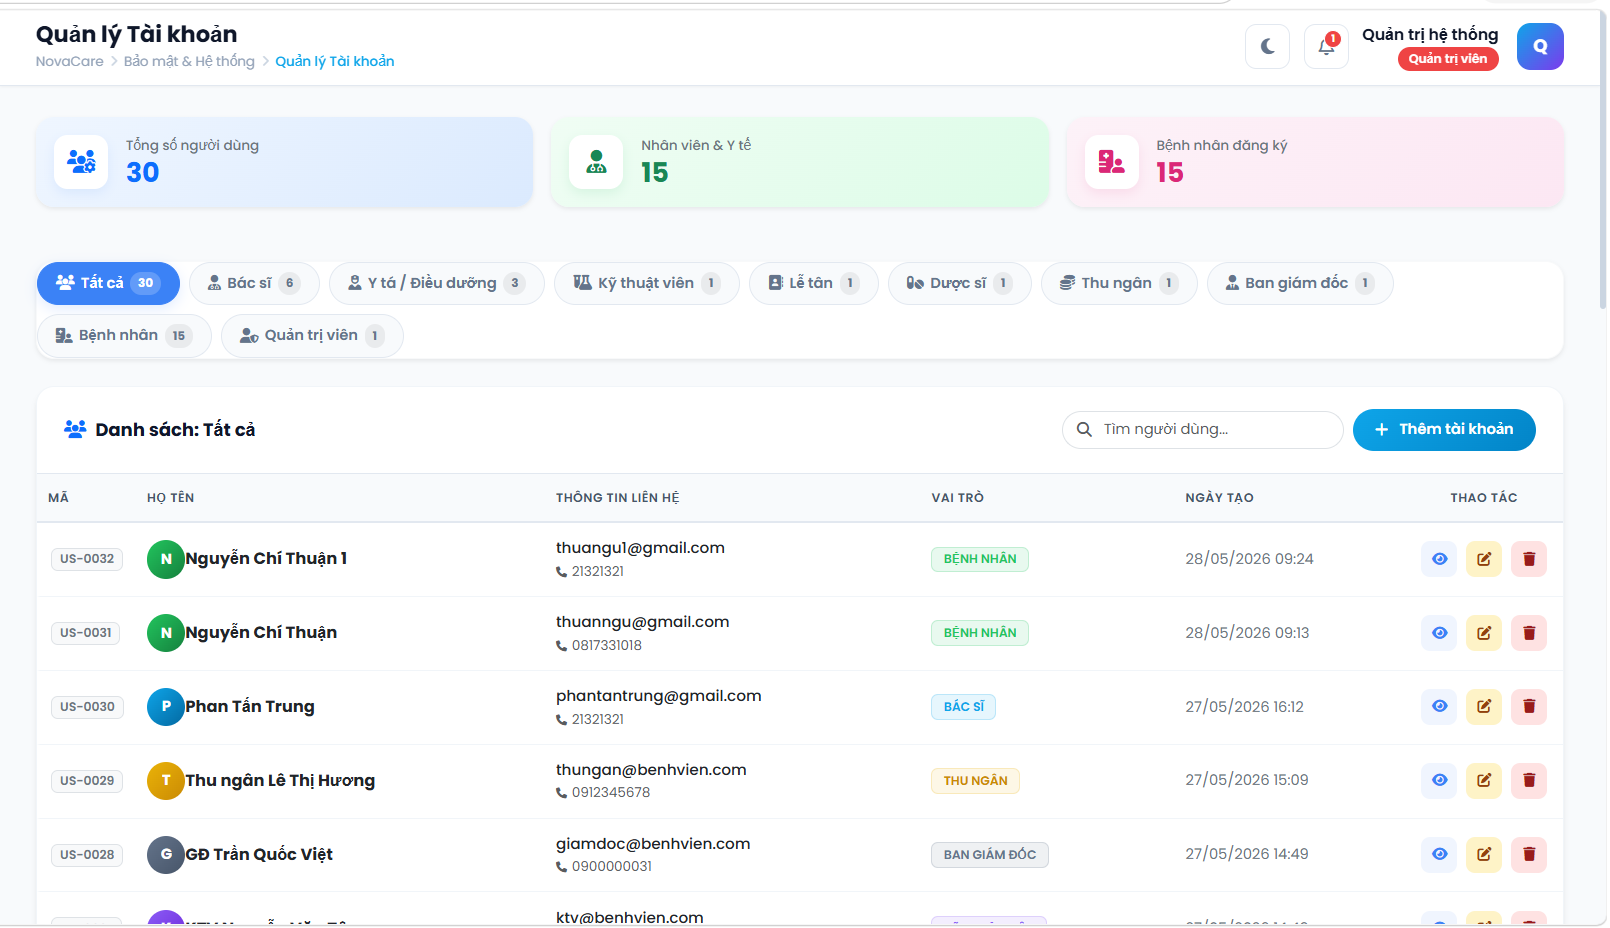 Quản lý Tài khoản
NovaCare > Bảo mật & Hệ thống > Quản lý Tài khoản
1
Quản trị hệ thống
Quản trị viên
Q
Tổng số người dùng
30
Nhân viên & Y tế
15
Bệnh nhân đăng ký
15
Tất cả 30
Bác sĩ 6
Y tá / Điều dưỡng 3
Kỹ thuật viên 1
Lễ tân 1
Dược sĩ 1
Thu ngân 1
Ban giám đốc 1
Bệnh nhân 15
Quản trị viên 1
Danh sách: Tất cả
Tìm người dùng...
+ Thêm tài khoản
MÃ HỌ TÊN THÔNG TIN LIÊN HỆ VAI TRÒ NGÀY TẠO THAO TÁC
US-0032 N Nguyễn Chí Thuận 1 thuangu1@gmail.com BỆNH NHÂN 28/05/2026 09:24
21321321
US-0031 N Nguyễn Chí Thuận thuanngu@gmail.com BỆNH NHÂN 28/05/2026 09:13
0817331018
US-0030 P Phan Tấn Trung phantantrung@gmail.com BÁC SĨ 27/05/2026 16:12
21321321
US-0029 T Thu ngân Lê Thị Hương thungan@benhvien.com THU NGÂN 27/05/2026 15:09
0912345678
US-0028 G GĐ Trần Quốc Việt giamdoc@benhvien.com BAN GIÁM ĐỐC 27/05/2026 14:49
0900000031
ktv@benhvien.com